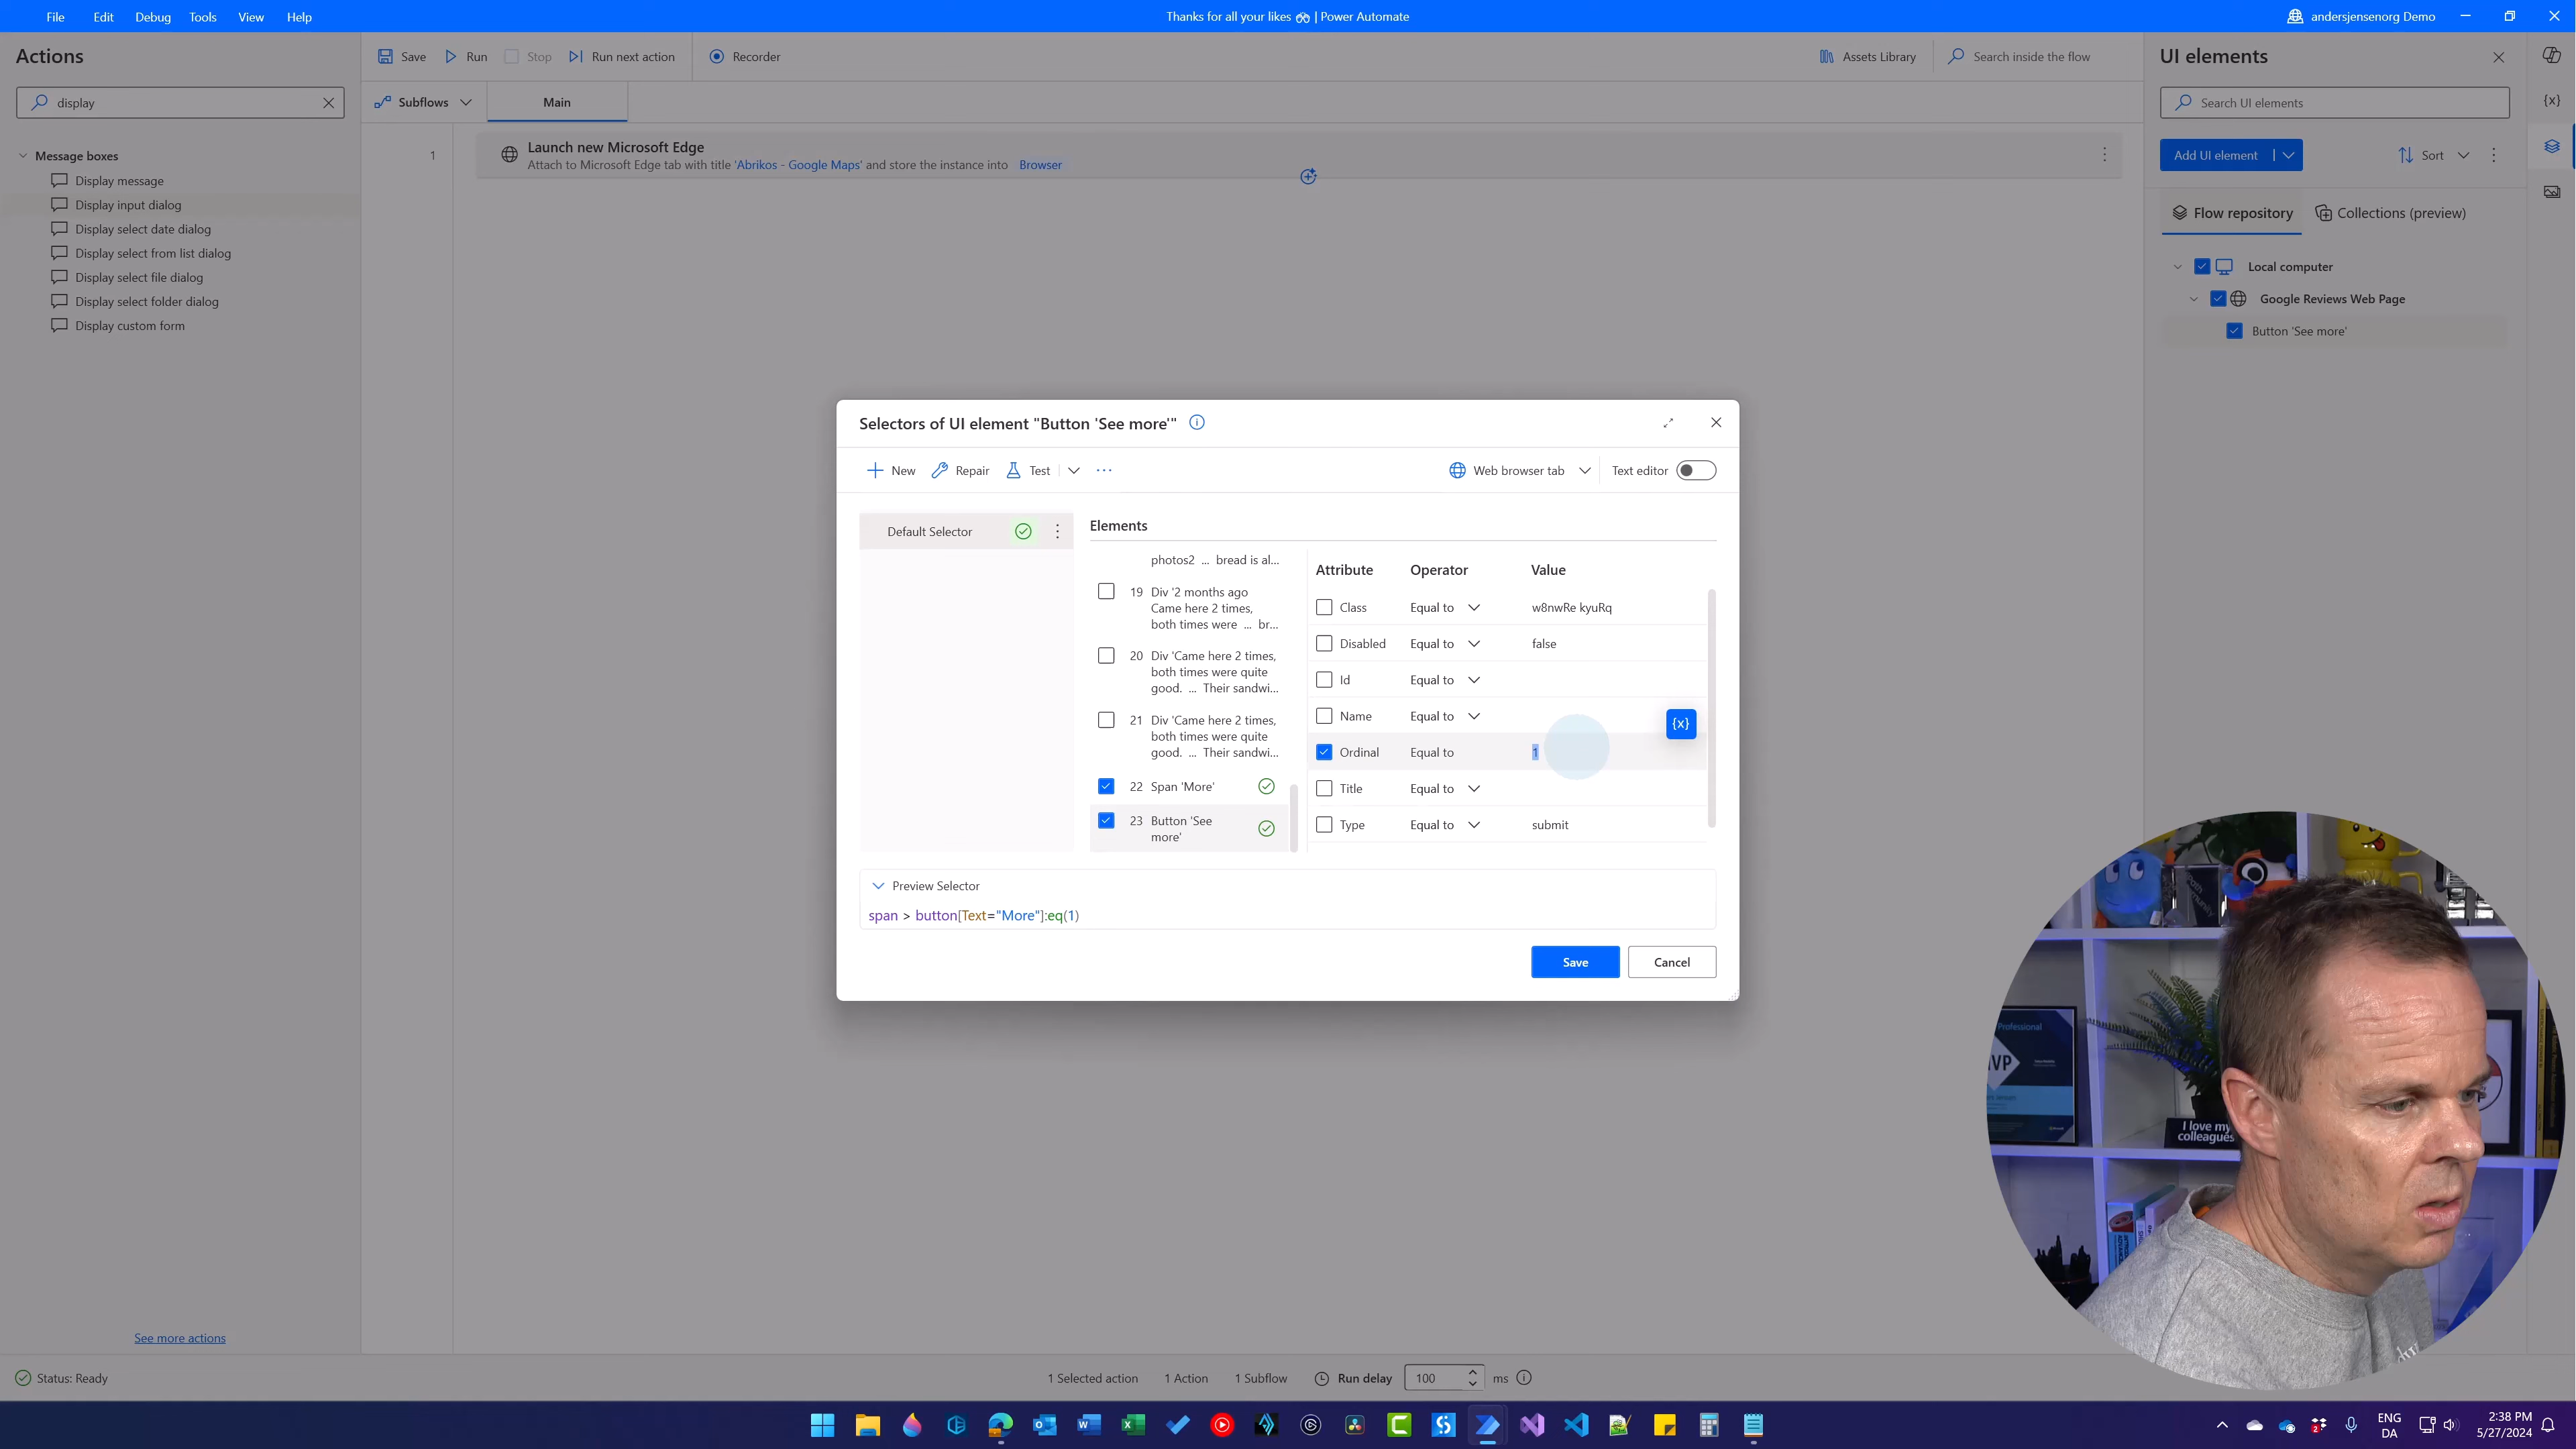 File Edit Debug Tools View Help
Thanks for all your likes | Power Automate
andersjensenorg Demo
Actions
Save Run Stop Run next action Recorder
Assets Library
Search inside the flow
UI elements
display
Subflows
Main
Search UI elements
Message boxes
Display message
Display input dialog
Display select date dialog
Display select from list dialog
Display select file dialog
Display select folder dialog
Display custom form
1
Launch new Microsoft Edge
Attach to Microsoft Edge tab with title 'Abrikos - Google Maps' and store the instance into Browser
Add UI element
Sort
Flow repository
Collections (preview)
Local computer
Google Reviews Web Page
Button 'See more'
{x}
Selectors of UI element "Button 'See more'"
New Repair Test
Web browser tab
Text editor
Default Selector
Elements
photos2 ... bread is al...
19 Div '2 months ago
Came here 2 times,
both times were ... br...
20 Div 'Came here 2 times,
both times were quite
good. ... Their sandwi...
21 Div 'Came here 2 times,
both times were quite
good. ... Their sandwi...
22 Span 'More'
23 Button 'See
more'
Attribute Operator Value
Class Equal to w8nwRe kyuRq
Disabled Equal to false
Id Equal to
Name Equal to
{x}
Ordinal Equal to 1
Title Equal to
Type Equal to submit
Preview Selector
span > button[Text="More"]:eq(1)
Save
Cancel
Professional
I love my
colleagues
See more actions
Status: Ready
1 Selected action 1 Action 1 Subflow Run delay 100 ms
ENG
DA
2:38 PM
5/27/2024